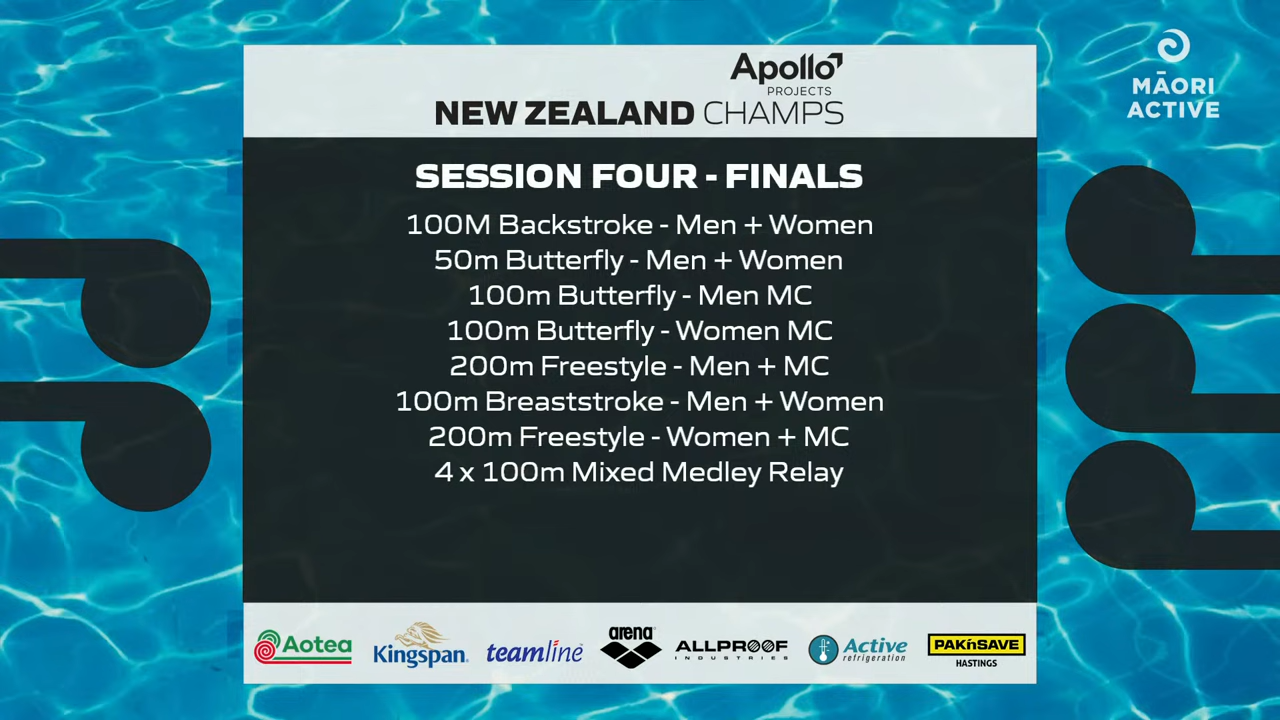 Apollo
PROJECTS
NEW ZEALAND CHAMPS
MĀORI
ACTIVE
SESSION FOUR - FINALS
100M Backstroke - Men + Women
50m Butterfly - Men + Women
100m Butterfly - Men MC
100m Butterfly - Women MC
200m Freestyle - Men + MC
100m Breaststroke - Men + Women
200m Freestyle - Women + MC
4 x 100m Mixed Medley Relay
Aotea
Kingspan
teamline
arena
ALLPROOF
INDUSTRIES
Active
refrigeration
PAKnSAVE
HASTINGS